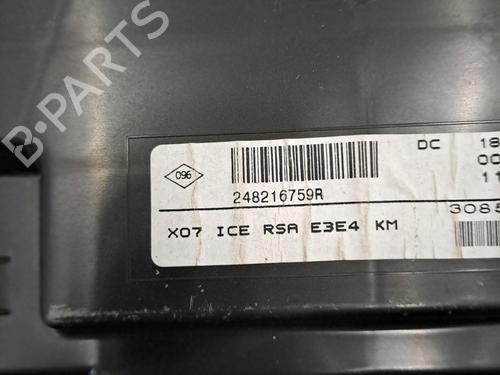 B-PARTS
096
248216759R
DC 18
00
11
3085
X07 ICE RSA E3E4 KM